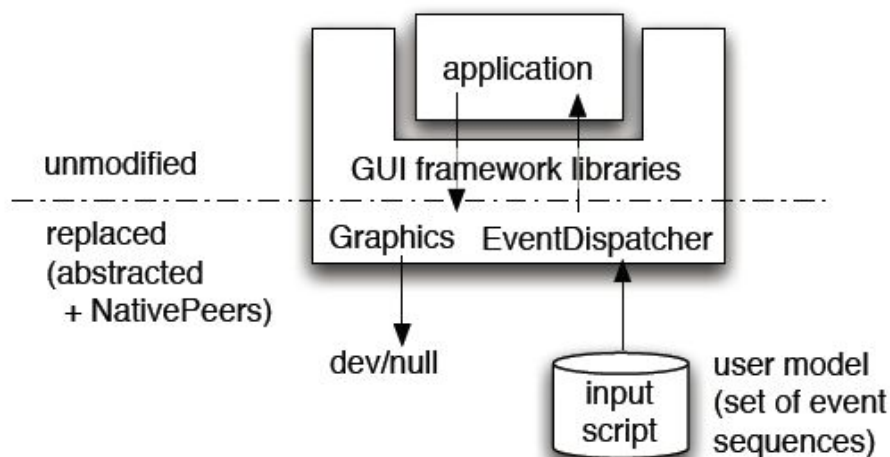 application
unmodified
GUI framework libraries
replaced
(abstracted
+ NativePeers)
Graphics
EventDispatcher
dev/null
input
script
user model
(set of event
sequences)